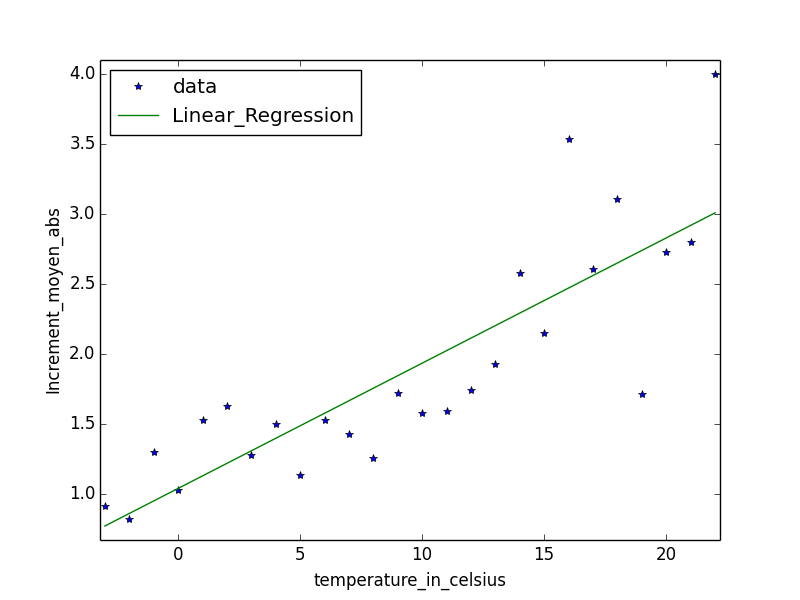 data
Linear_Regression
4.0
3.5
3.0
2.5
2.0
1.5
1.0
Increment_moyen_abs
0 5 10 15 20
temperature_in_celsius